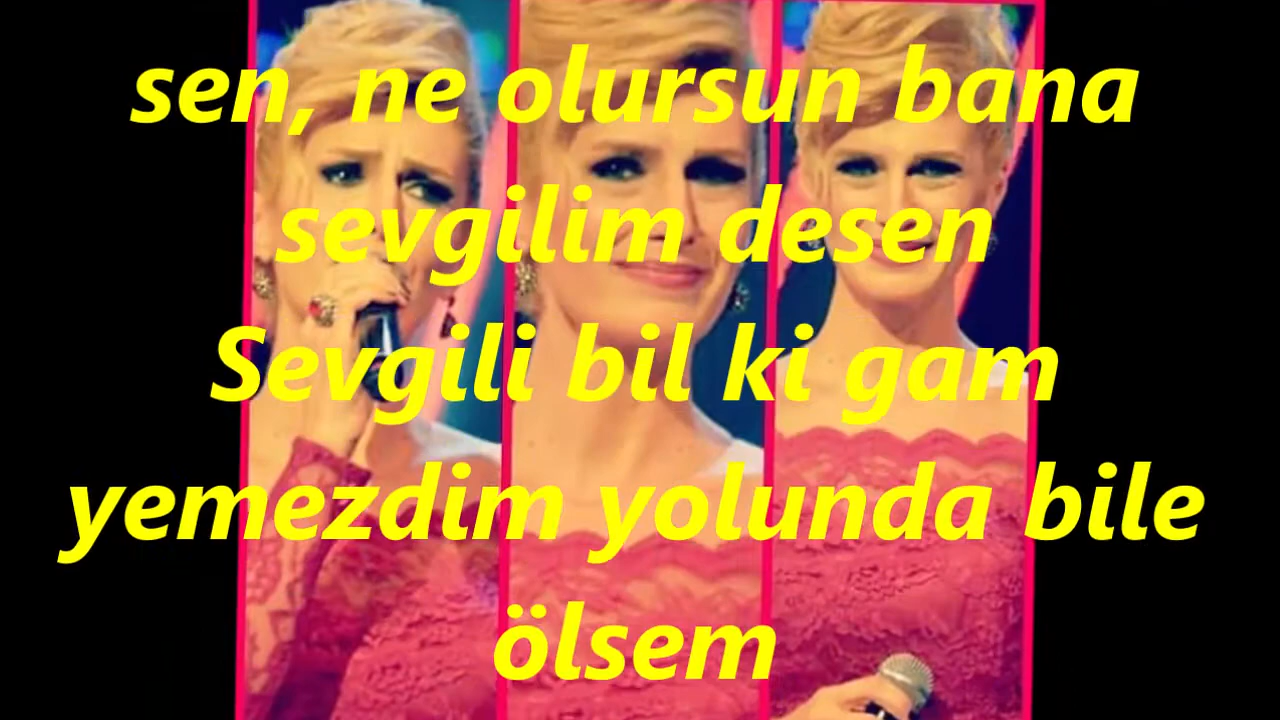 sen, ne olursun bana
sevgilim desen
Sevgili bil ki gam
yemezdim yolunda bile
ölsem